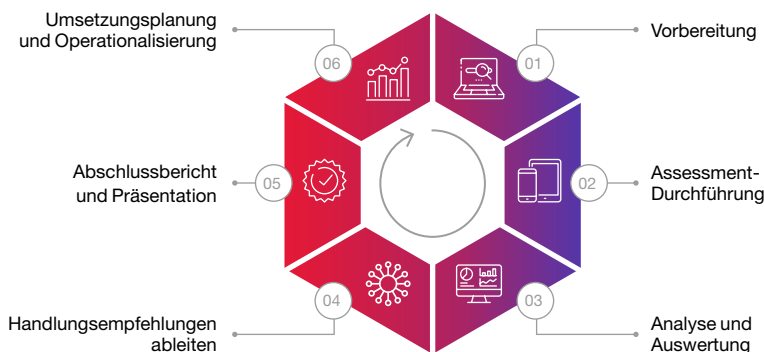 01
Vorbereitung
02
Assessment-
Durchführung
03
Analyse und
Auswertung
04
Handlungsempfehlungen
ableiten
05
Abschlussbericht
und Präsentation
06
Umsetzungsplanung
und Operationalisierung